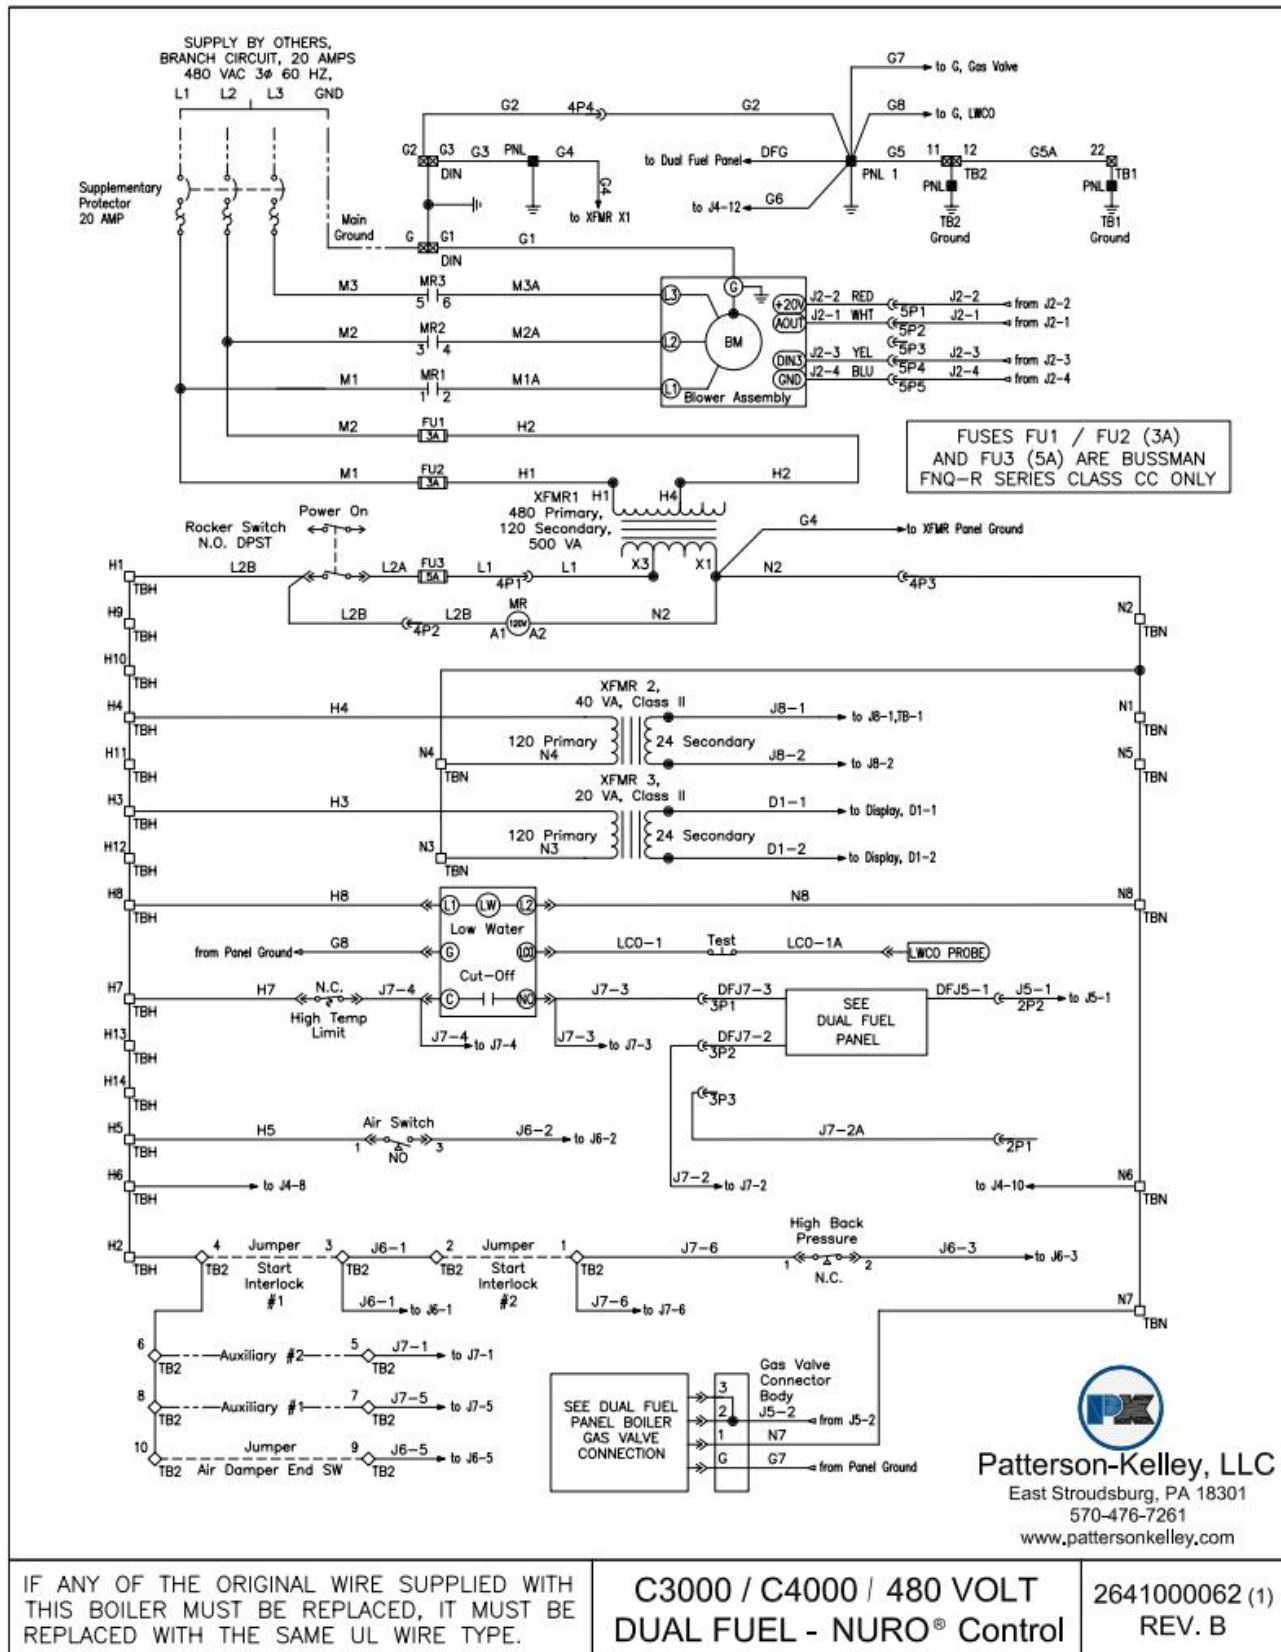 SUPPLY BY OTHERS,
BRANCH CIRCUIT, 20 AMPS
480 VAC 3ø 60 HZ,
L1 L2 L3 GND
G7 to G, Gas Valve
G2 4P4 G2 G8 to G, LWCO
G2 G3 G3 PNL G4 to Dual Fuel Panel DFG G5 11 12 G5A 22
DIN PNL 1 TB2 TB1
PNL PNL
Supplementary
Protector
20 AMP
G4
to XFMR X1
to J4-12 G6
TB2
Ground
TB1
Ground
Main
Ground
G G1 G1
DIN
M3 MR3 M3A L3 G
5 6
+20V J2-2 RED J2-2 from J2-2
5P1
AOUT J2-1 WHT J2-1 from J2-1
5P2
M2 MR2 M2A L2 BM
3 4
5P3
DIN3 J2-3 YEL J2-3 from J2-3
5P4
M1 MR1 M1A L1
1 2
GND J2-4 BLU J2-4 from J2-4
5P5
Blower Assembly
M2 FU1 H2
3A
FUSES FU1 / FU2 (3A)
AND FU3 (5A) ARE BUSSMAN
FNQ-R SERIES CLASS CC ONLY
M1 FU2 H1 H2
3A
XFMR1 H1 H4
480 Primary,
120 Secondary,
500 VA
Power On
Rocker Switch
N.O. DPST
G4 to XFMR Panel Ground
H1 L2B L2A FU3 L1 L1 X3 X1 N2
TBH 5A 4P1 4P3
H9 L2B L2B MR N2 N2
TBH 4P2 A1 120V A2 TBN
H10
TBH
XFMR 2,
40 VA, Class II
H4 H4 J8-1 to J8-1,TB-1 N1
TBH TBN
120 Primary 24 Secondary
H11 N4 N4 J8-2 to J8-2 N5
TBH TBN TBN
XFMR 3,
20 VA, Class II
H3 H3 D1-1 to Display, D1-1
TBH
120 Primary 24 Secondary
H12 N3 N3 D1-2 to Display, D1-2
TBH TBN
H8 H8 L1 LW L2 N8 N8
TBH TBN
Low Water
from Panel Ground G8 G LCO-1 Test LCO-1A LWCO PROBE
Cut-Off
H7 H7 N.C. J7-4 C NO J7-3 DFJ7-3 DFJ5-1 J5-1 to J5-1
TBH 3P1 2P2
High Temp
Limit
SEE
DUAL FUEL
PANEL
H13 J7-4 to J7-4 J7-3 to J7-3 DFJ7-2
TBH 3P2
H14
TBH 3P3
H5 H5 Air Switch J6-2 to J6-2 J7-2A
TBH 1 NO 3 2P1
H6 to J4-8 J7-2 to J7-2 to J4-10 N6
TBH TBN
High Back
Pressure
H2 4 Jumper 3 J6-1 2 Jumper 1 J7-6 J6-3 to J6-3
TBH TB2 TB2 TB2 TB2 1 2
N.C.
Start
Interlock
#1
Start
Interlock
#2
J6-1 to J6-1 J7-6 to J7-6
N7
TBN
6 Auxiliary #2 5 J7-1 to J7-1
TB2 TB2
8 Auxiliary #1 7 J7-5 to J7-5
TB2 TB2
10 Jumper 9 J6-5 to J6-5
TB2 Air Damper End SW TB2
SEE DUAL FUEL
PANEL BOILER
GAS VALVE
CONNECTION
Gas Valve
Connector
Body
3
2 J5-2 from J5-2
1 N7
G G7 from Panel Ground
PK
Patterson-Kelley, LLC
East Stroudsburg, PA 18301
570-476-7261
www.pattersonkelley.com
IF ANY OF THE ORIGINAL WIRE SUPPLIED WITH
THIS BOILER MUST BE REPLACED, IT MUST BE
REPLACED WITH THE SAME UL WIRE TYPE.
C3000 / C4000 / 480 VOLT
DUAL FUEL - NURO® Control
2641000062 (1)
REV. B